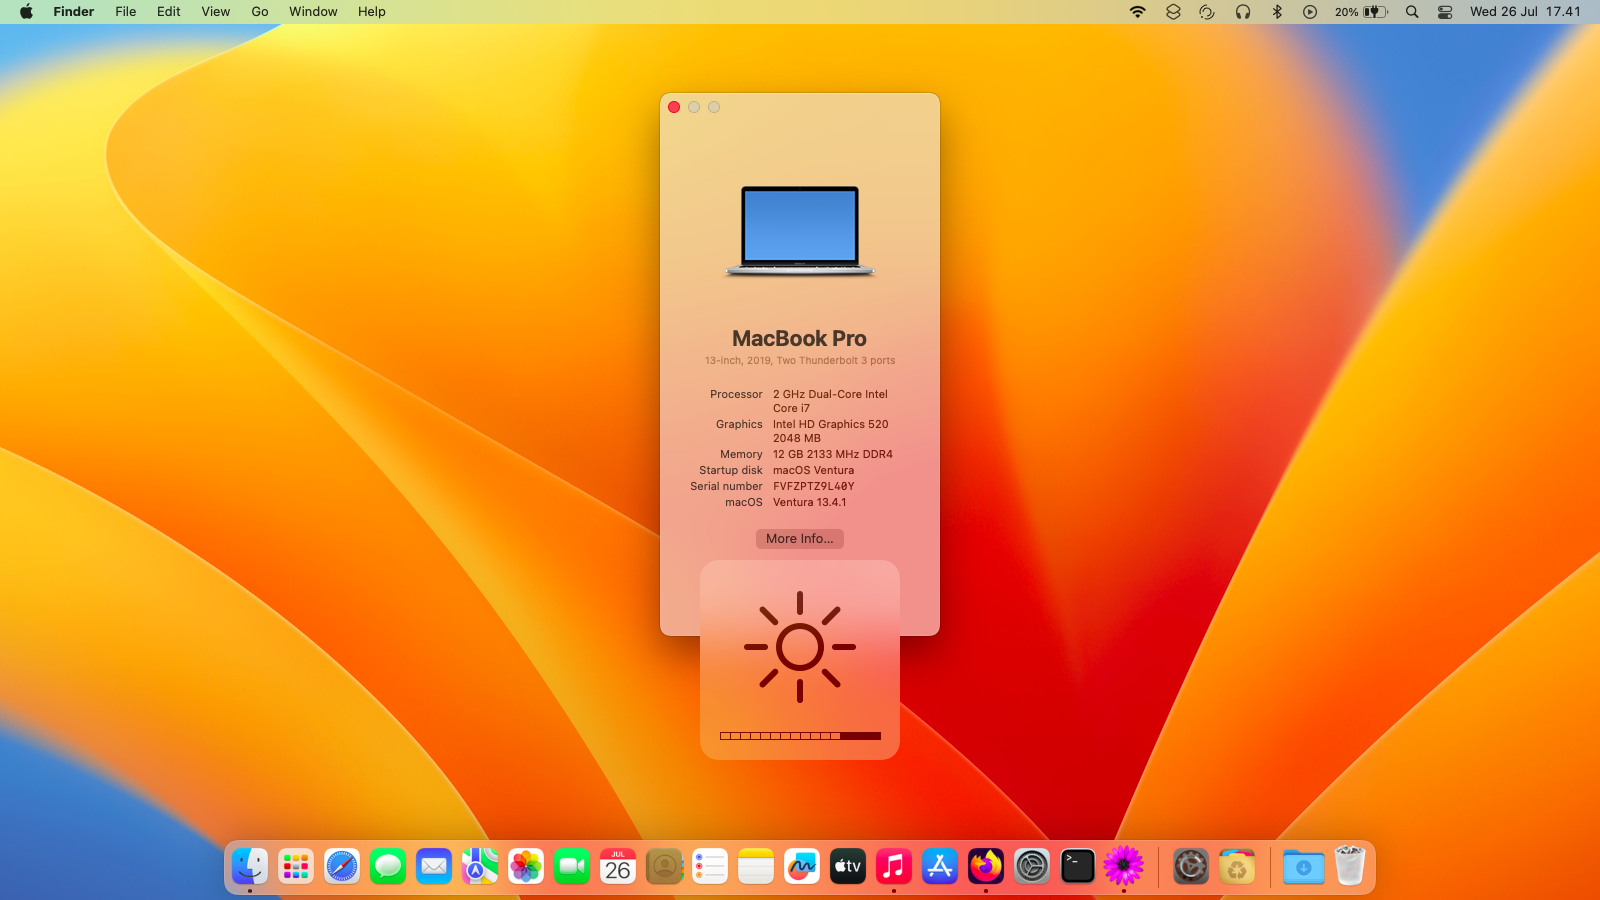 Finder File Edit View Go Window Help 20% Wed 26 Jul 17.41
MacBook Pro
13-inch, 2019, Two Thunderbolt 3 ports
Processor 2 GHz Dual-Core Intel
Core i7
Graphics Intel HD Graphics 520
2048 MB
Memory 12 GB 2133 MHz DDR4
Startup disk macOS Ventura
Serial number FVFZPTZ9L40Y
macOS Ventura 13.4.1
More Info...
JUL
26
tv
>_